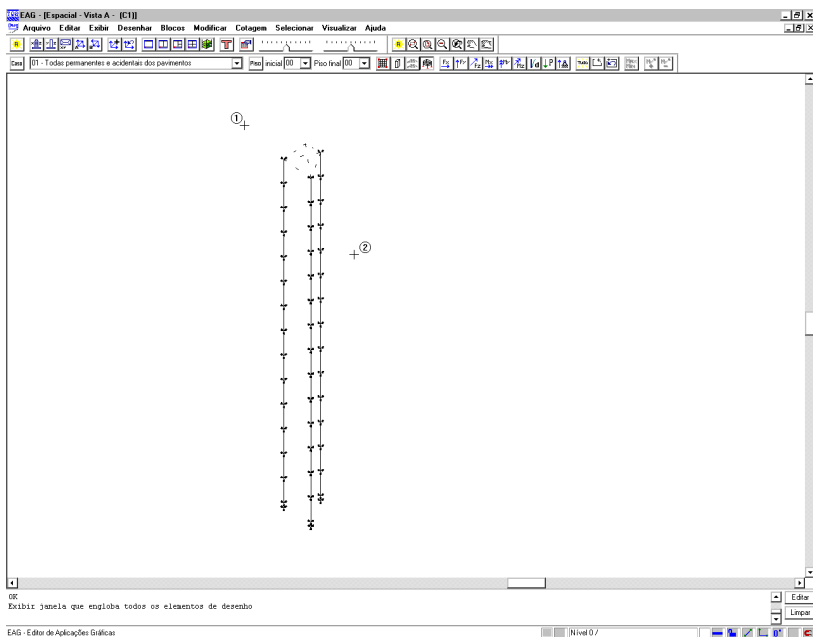 EAG - [Espacial - Vista A - (C1)]
Arquivo Editar Exibir Desenhar Blocos Modificar Cotagem Selecionar Visualizar Ajuda
Caso 01 - Todas permanentes e acidentais dos pavimentos Piso inicial 00 Piso final 00
①
②
OK
Exibir janela que engloba todos os elementos de desenho
Editar
Limpar
EAG - Editor de Aplicações Gráficas Nível 0 /